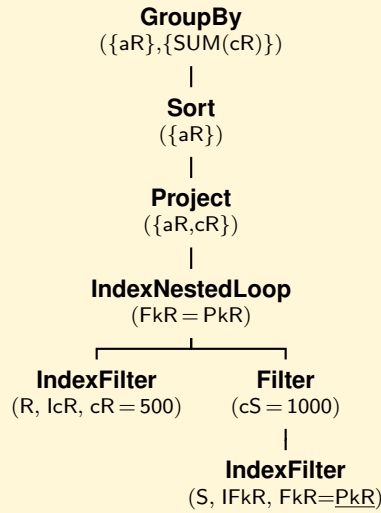 GroupBy
({aR},{SUM(cR)})
Sort
({aR})
Project
({aR,cR})
IndexNestedLoop
(FkR = PkR)
IndexFilter
(R, IcR, cR = 500)
Filter
(cS = 1000)
IndexFilter
(S, IFkR, FkR=PkR)